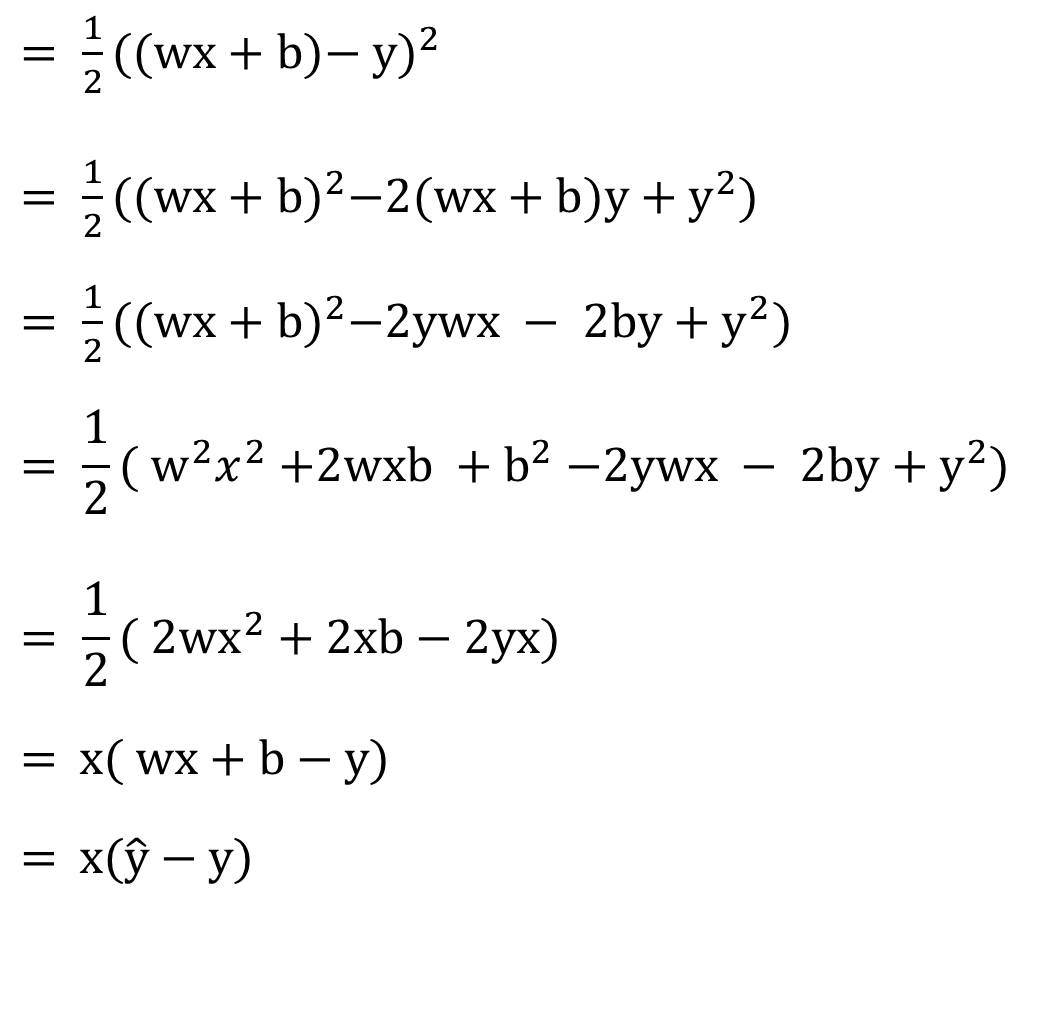 = ½((wx + b)− y)²
= ½((wx + b)²−2(wx + b)y + y²)
= ½((wx + b)²−2ywx − 2by + y²)
= ½( w²x² +2wxb + b² −2ywx − 2by + y²)
= ½( 2wx² + 2xb − 2yx)
= x( wx + b − y)
= x(ŷ − y)